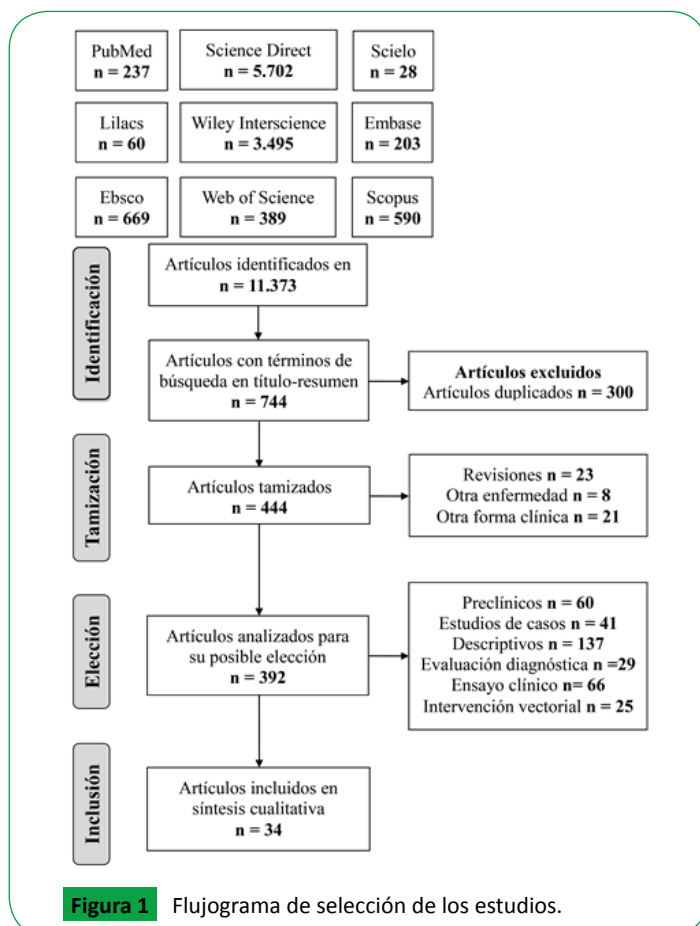 PubMed
n = 237
Science Direct
n = 5.702
Scielo
n = 28
Lilacs
n = 60
Wiley Interscience
n = 3.495
Embase
n = 203
Ebsco
n = 669
Web of Science
n = 389
Scopus
n = 590
Identificación
Artículos identificados en
n = 11.373
Artículos con términos de
búsqueda en título-resumen
n = 744
Artículos excluidos
Artículos duplicados n = 300
Tamización
Artículos tamizados
n = 444
Revisiones n = 23
Otra enfermedad n = 8
Otra forma clínica n = 21
Elección
Artículos analizados para
su posible elección
n = 392
Preclínicos n = 60
Estudios de casos n = 41
Descriptivos n = 137
Evaluación diagnóstica n =29
Ensayo clínico n= 66
Intervención vectorial n = 25
Inclusión
Artículos incluidos en
síntesis cualitativa
n = 34
Figura 1 Flujograma de selección de los estudios.